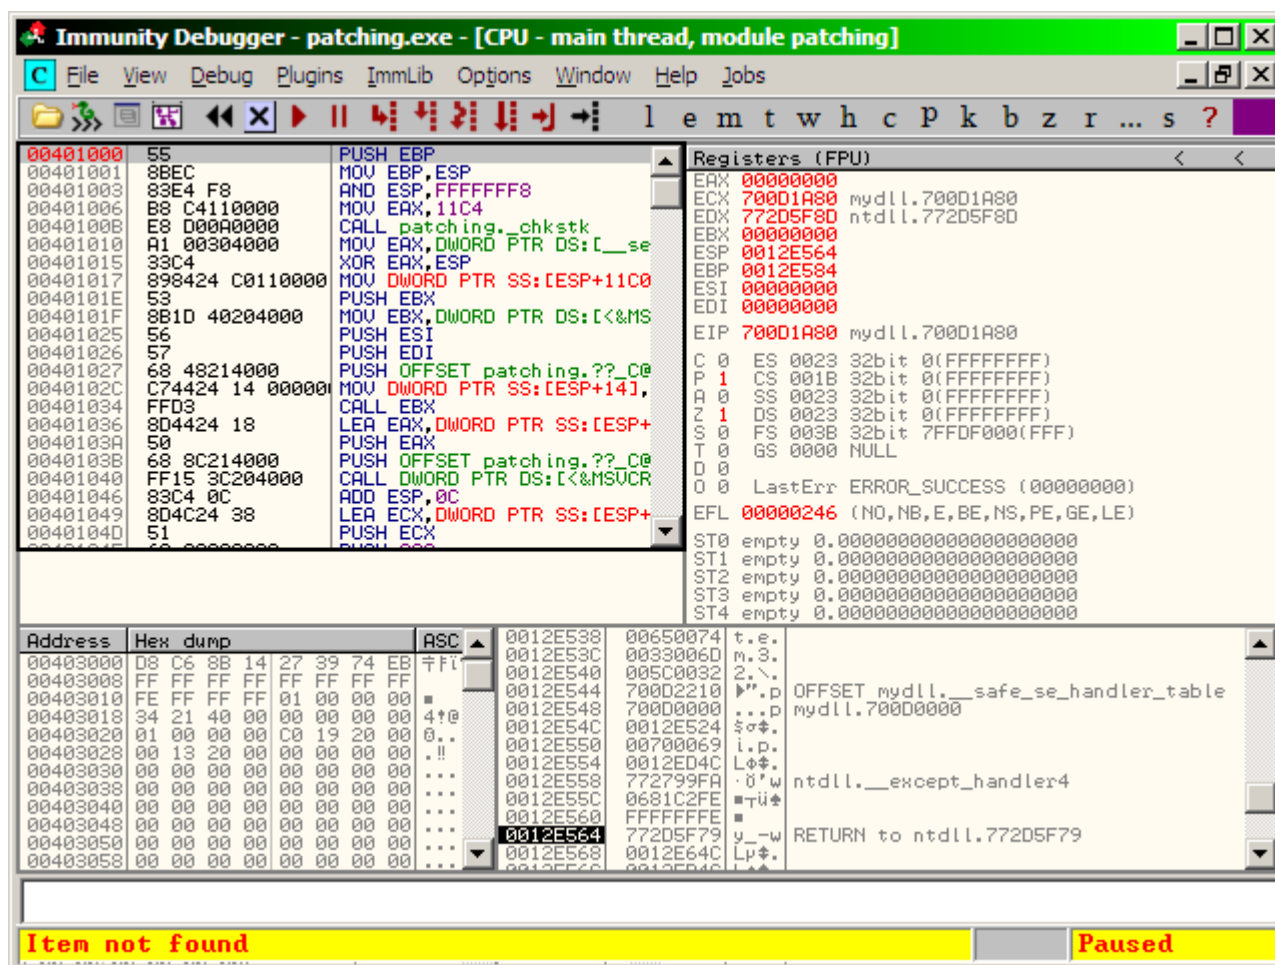 Immunity Debugger - patching.exe - [CPU - main thread, module patching]
C File View Debug Plugins ImmLib Options Window Help Jobs
l e m t w h c P k b z r ... s ?
00401000 55 PUSH EBP
00401001 8BEC MOV EBP,ESP
00401003 83E4 F8 AND ESP,FFFFFFF8
00401006 B8 C4110000 MOV EAX,11C4
0040100B E8 D00A0000 CALL patching._chkstk
00401010 A1 00304000 MOV EAX,DWORD PTR DS:[__se
00401015 33C4 XOR EAX,ESP
00401017 898424 C0110000 MOV DWORD PTR SS:[ESP+11C0
0040101E 53 PUSH EBX
0040101F 8B1D 40204000 MOV EBX,DWORD PTR DS:[<&MS
00401025 56 PUSH ESI
00401026 57 PUSH EDI
00401027 68 48214000 PUSH OFFSET patching.??_C@
0040102C C74424 14 00000 MOV DWORD PTR SS:[ESP+14],
00401034 FFD3 CALL EBX
00401036 8D4424 18 LEA EAX,DWORD PTR SS:[ESP+
0040103A 50 PUSH EAX
0040103B 68 8C214000 PUSH OFFSET patching.??_C@
00401040 FF15 3C204000 CALL DWORD PTR DS:[<&MSVCR
00401046 83C4 0C ADD ESP,0C
00401049 8D4C24 38 LEA ECX,DWORD PTR SS:[ESP+
0040104D 51 PUSH ECX
Registers (FPU) < <
EAX 00000000
ECX 700D1A80 mydll.700D1A80
EDX 772D5F8D ntdll.772D5F8D
EBX 00000000
ESP 0012E564
EBP 0012E584
ESI 00000000
EDI 00000000
EIP 700D1A80 mydll.700D1A80
C 0 ES 0023 32bit 0(FFFFFFFF)
P 1 CS 001B 32bit 0(FFFFFFFF)
A 0 SS 0023 32bit 0(FFFFFFFF)
Z 1 DS 0023 32bit 0(FFFFFFFF)
S 0 FS 003B 32bit 7FFDF000(FFF)
T 0 GS 0000 NULL
D 0
O 0 LastErr ERROR_SUCCESS (00000000)
EFL 00000246 (NO,NB,E,BE,NS,PE,GE,LE)
ST0 empty 0.00000000000000000000
ST1 empty 0.00000000000000000000
ST2 empty 0.00000000000000000000
ST3 empty 0.00000000000000000000
ST4 empty 0.00000000000000000000
Address Hex dump ASC
00403000 D8 C6 8B 14 27 39 74 EB
00403008 FF FF FF FF FF FF FF FF
00403010 FE FF FF FF 01 00 00 00
00403018 34 21 40 00 00 00 00 00 4!@
00403020 01 00 00 00 C0 19 20 00
00403028 00 13 20 00 00 00 00 00 .‼
00403030 00 00 00 00 00 00 00 00 ...
00403038 00 00 00 00 00 00 00 00 ...
00403040 00 00 00 00 00 00 00 00 ...
00403048 00 00 00 00 00 00 00 00 ...
00403050 00 00 00 00 00 00 00 00 ...
00403058 00 00 00 00 00 00 00 00 ...
0012E538 00650074 t.e.
0012E53C 0033006D m.3.
0012E540 005C0032 2.\.
0012E544 700D2210 ►".p OFFSET mydll.__safe_se_handler_table
0012E548 700D0000 ...p mydll.700D0000
0012E54C 0012E524
0012E550 00700069 i.p.
0012E554 0012ED4C
0012E558 772799FA ntdll.__except_handler4
0012E55C 0681C2FE
0012E560 FFFFFFFE ■
0012E564 772D5F79 y_-w RETURN to ntdll.772D5F79
0012E568 0012E64C
Item not found
Paused